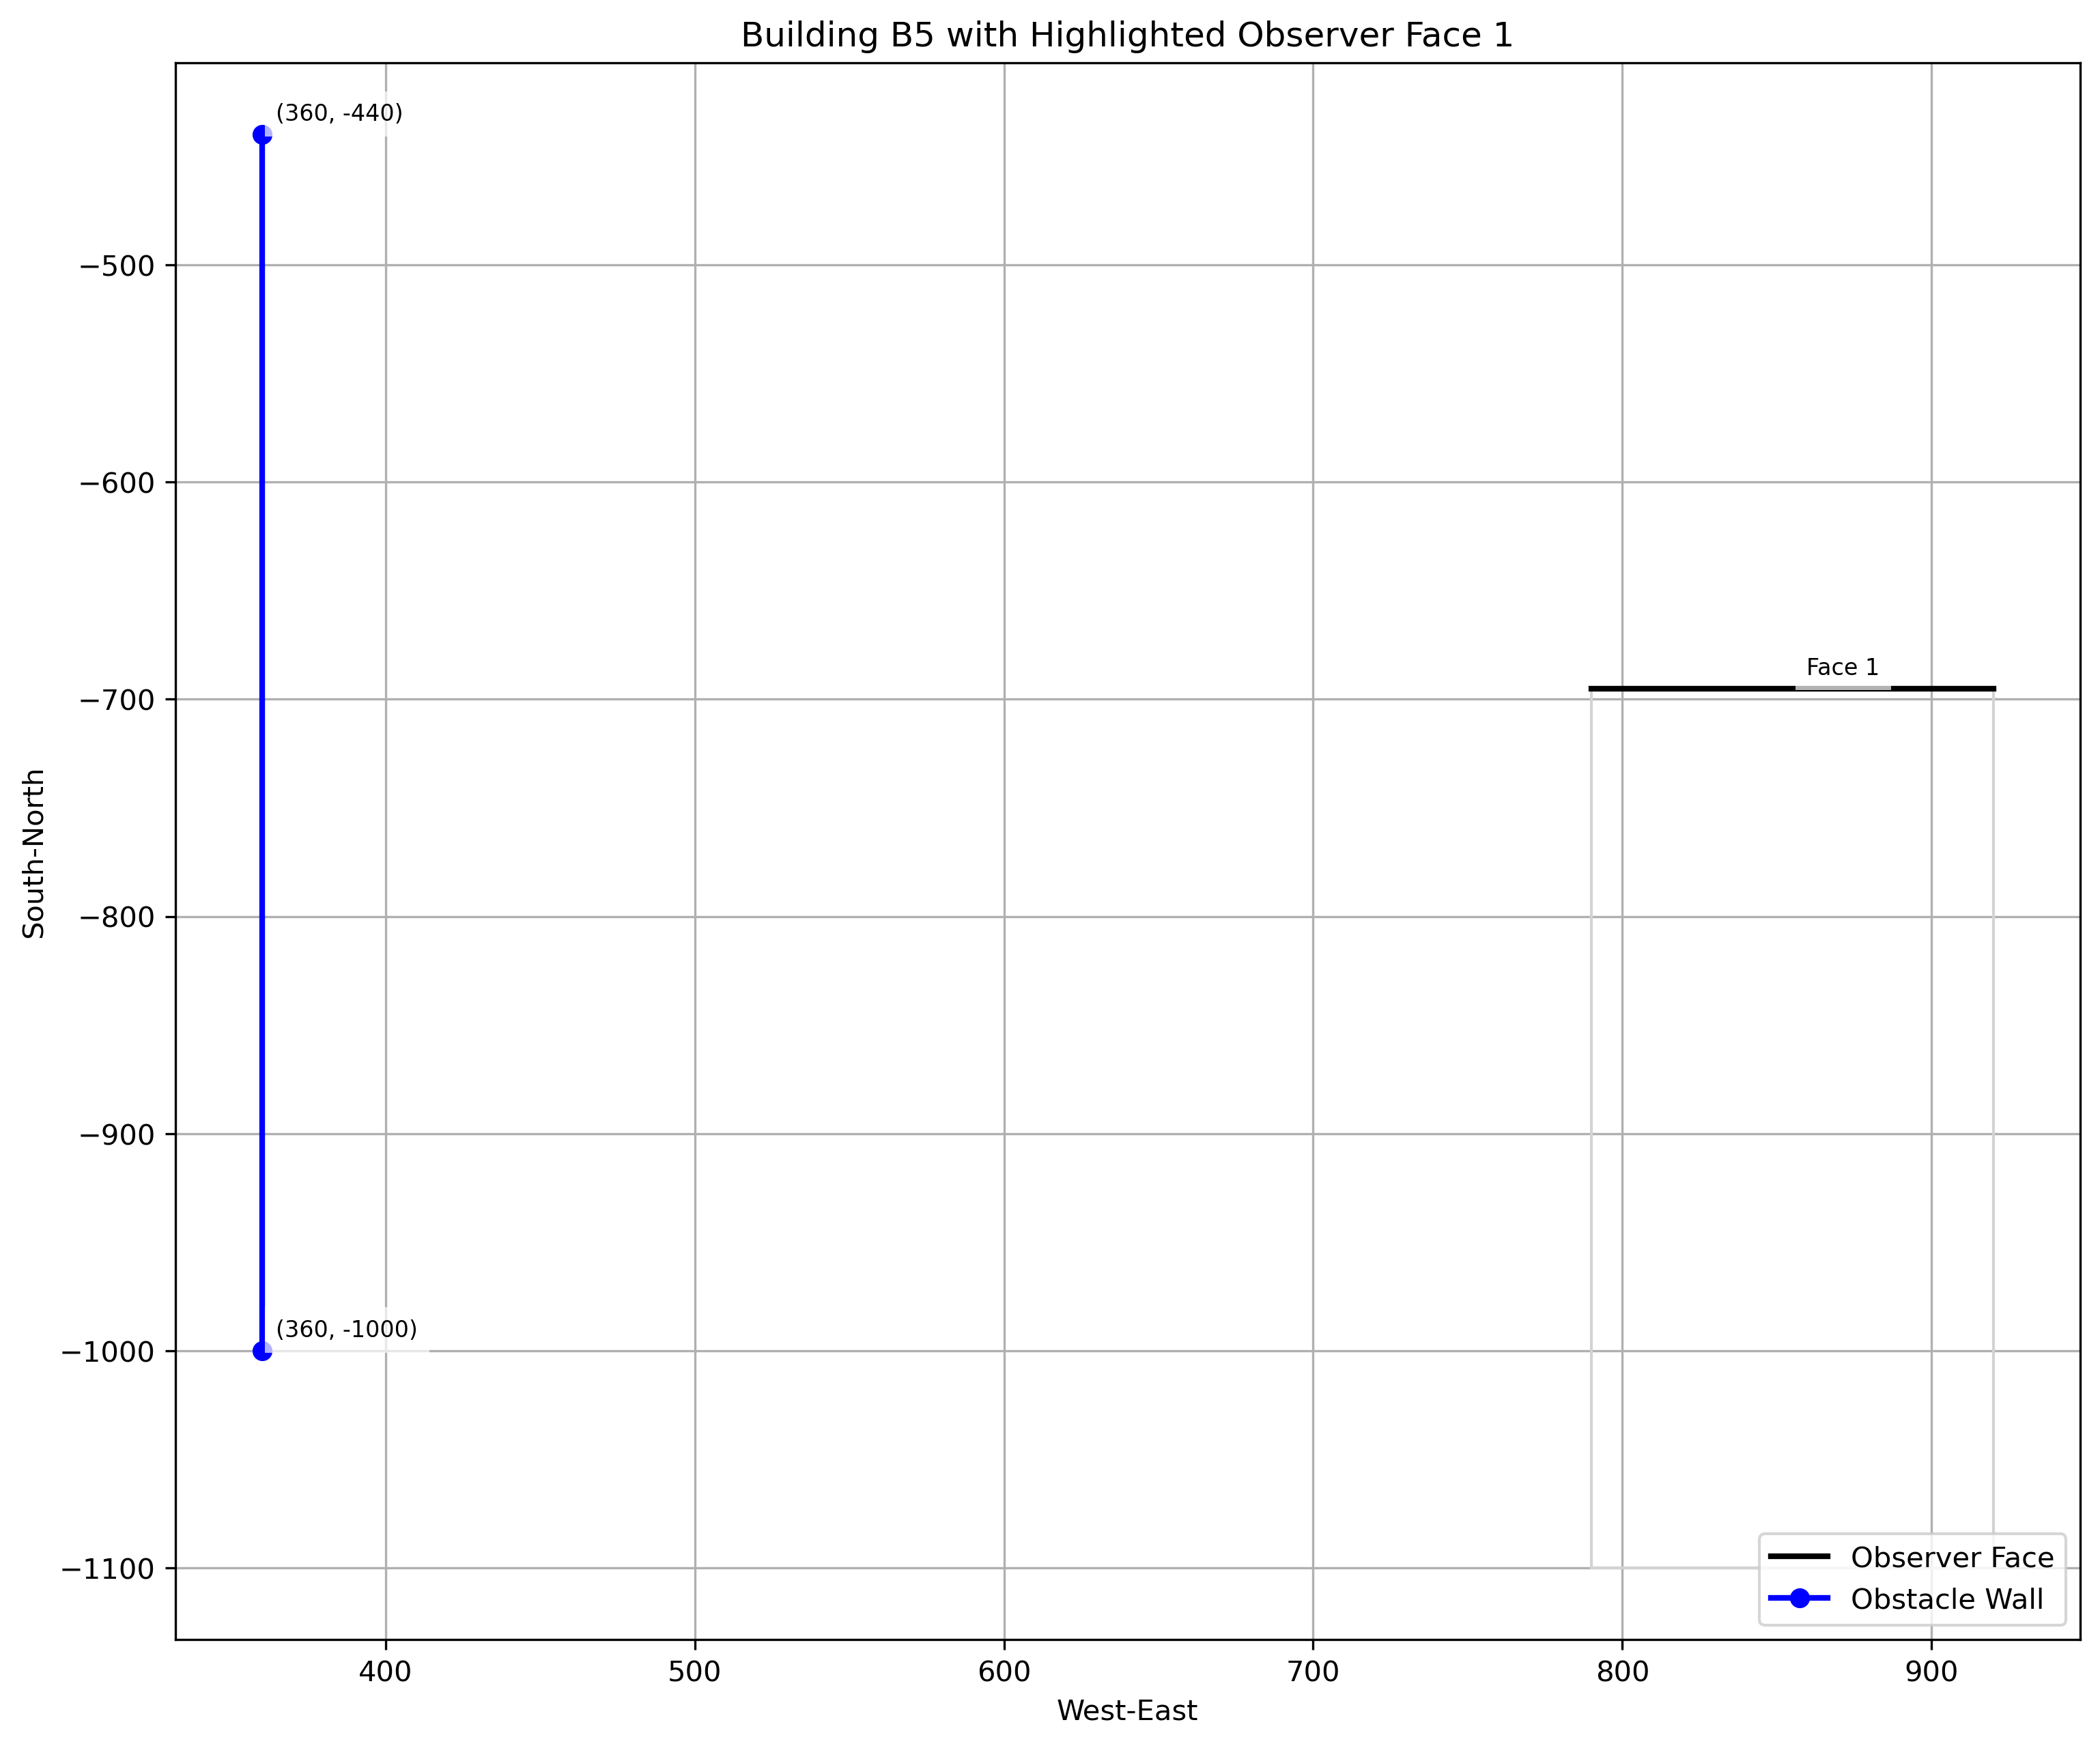 Building B5 with Highlighted Observer Face 1
(360, -440)
−500
−600
Face 1
−700
South-North
−800
−900
(360, -1000)
−1000
−1100
Observer Face
Obstacle Wall
400 500 600 700 800 900
West-East